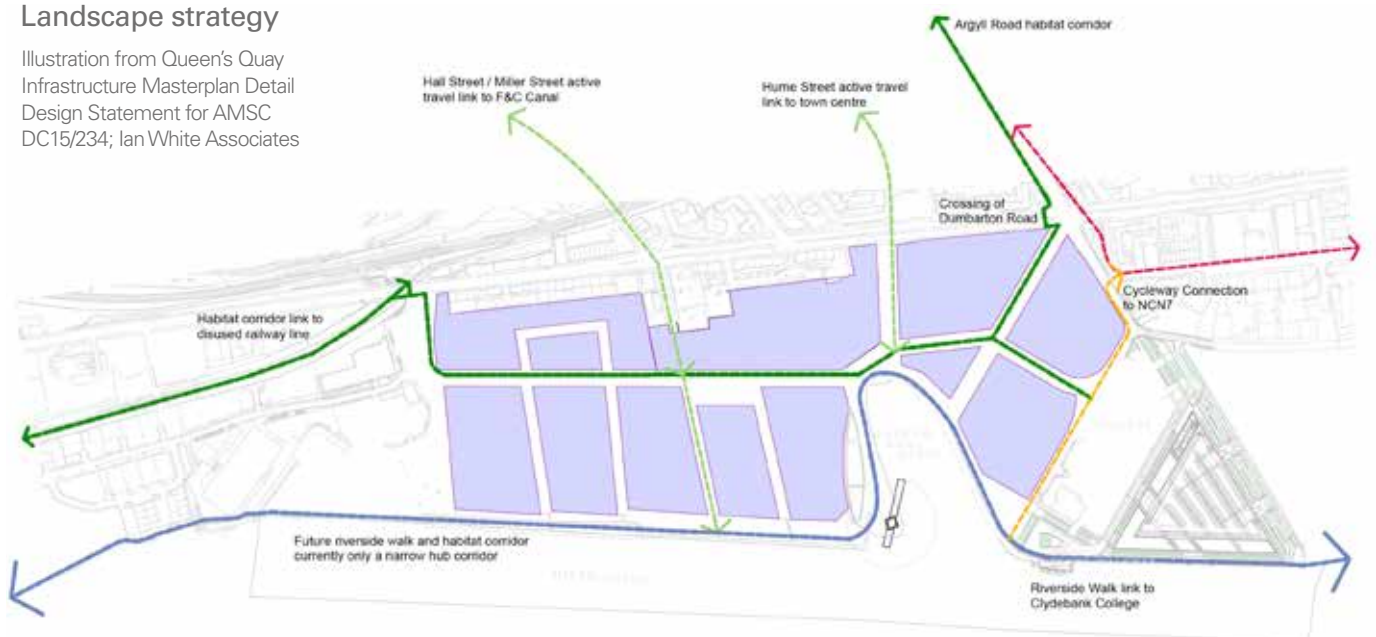 Landscape strategy
Illustration from Queen's Quay
Infrastructure Masterplan Detail
Design Statement for AMSC
DC15/234; Ian White Associates
Argyll Road habitat corridor
Hall Street / Miller Street active
travel link to F&C Canal
Hume Street active travel
link to town centre
Crossing of
Dumbarton Road
Cycleway Connection
to NCN7
Habitat corridor link to
disused railway line
Future riverside walk and habitat corridor
currently only a narrow hub corridor
Riverside Walk link to
Clydebank College